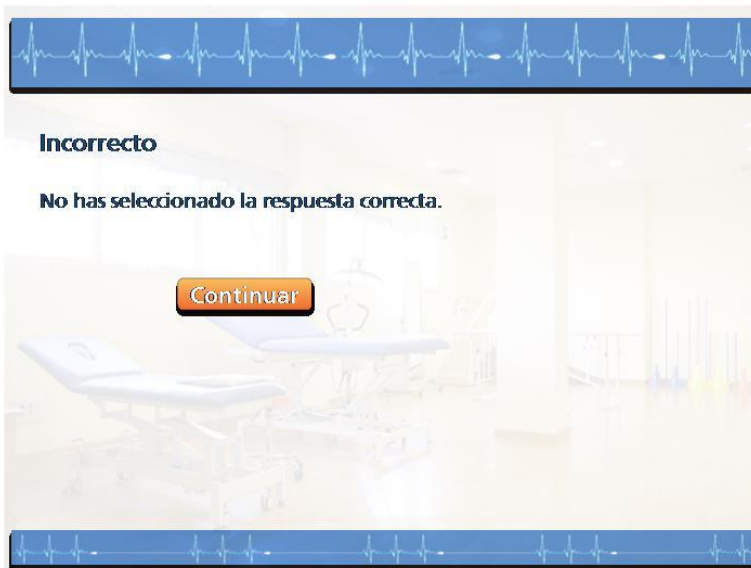 Incorrecto
No has seleccionado la respuesta correcta.
Continuar